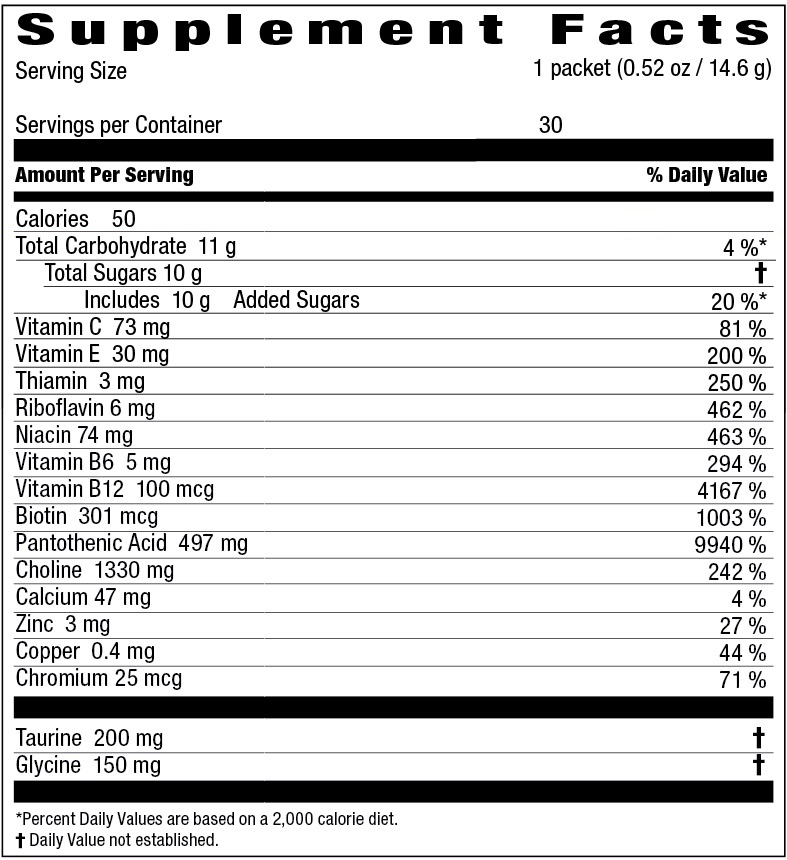 Supplement Facts
Serving Size 1 packet (0.52 oz / 14.6 g)
Servings per Container 30
Amount Per Serving % Daily Value
Calories 50
Total Carbohydrate 11 g 4 %*
Total Sugars 10 g †
Includes 10 g Added Sugars 20 %*
Vitamin C 73 mg 81 %
Vitamin E 30 mg 200 %
Thiamin 3 mg 250 %
Riboflavin 6 mg 462 %
Niacin 74 mg 463 %
Vitamin B6 5 mg 294 %
Vitamin B12 100 mcg 4167 %
Biotin 301 mcg 1003 %
Pantothenic Acid 497 mg 9940 %
Choline 1330 mg 242 %
Calcium 47 mg 4 %
Zinc 3 mg 27 %
Copper 0.4 mg 44 %
Chromium 25 mcg 71 %
Taurine 200 mg †
Glycine 150 mg †
*Percent Daily Values are based on a 2,000 calorie diet.
† Daily Value not established.